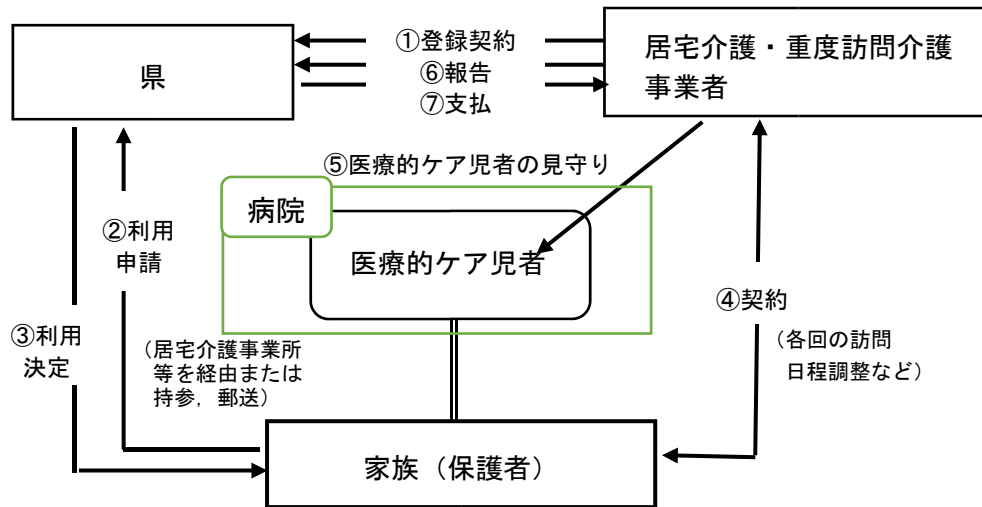 県
①登録契約
⑥報告
⑦支払
居宅介護・重度訪問介護
事業者
⑤医療的ケア児者の見守り
病院
医療的ケア児者
②利用
申請
③利用
決定
（居宅介護事業所
等を経由または
持参，郵送）
④契約
（各回の訪問
日程調整など）
家族（保護者）